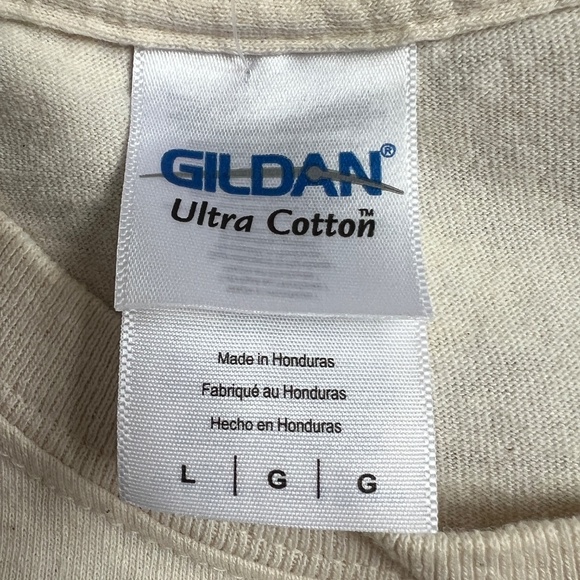 GILDAN®
Ultra Cotton™
Made in Honduras
Fabriqué au Honduras
Hecho en Honduras
L | G | G